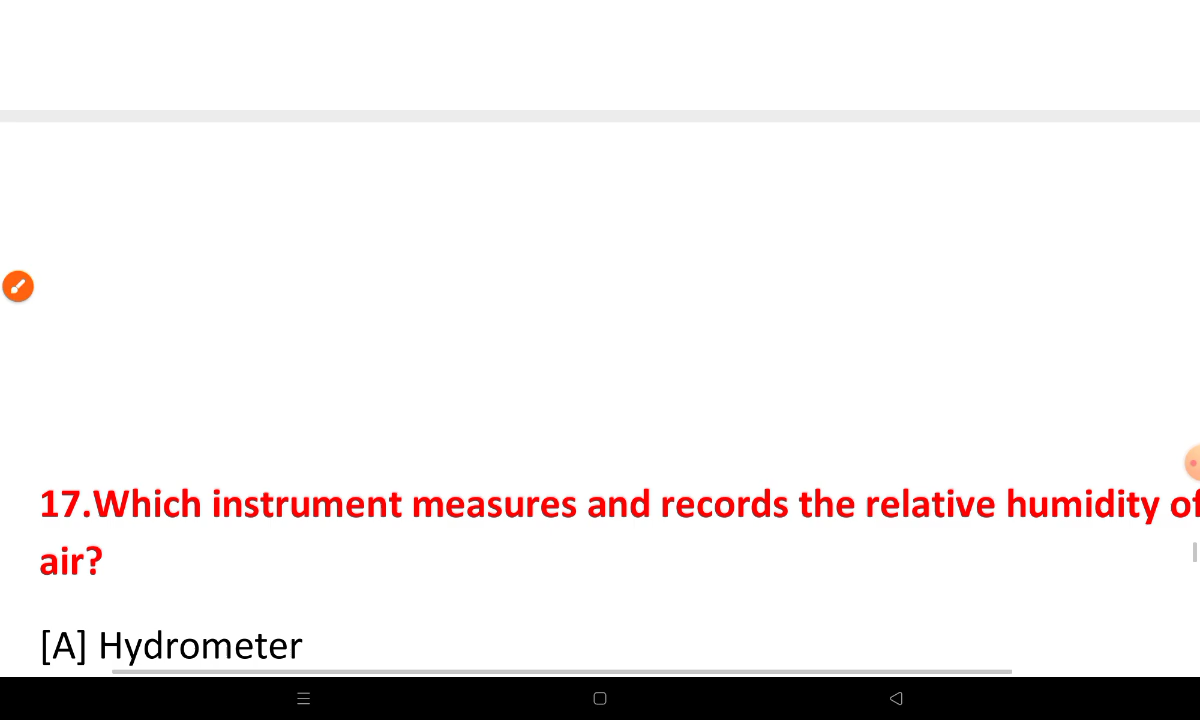 17.Which instrument measures and records the relative humidity of
air?
[A] Hydrometer